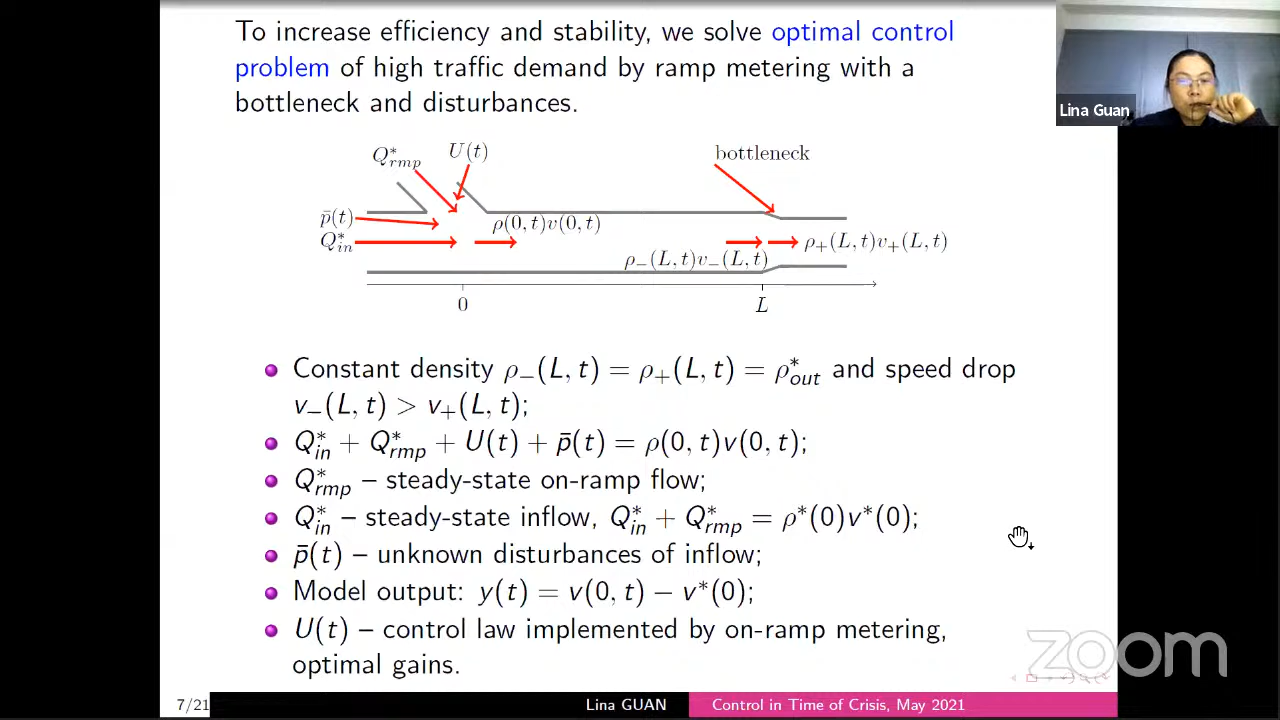 To increase efficiency and stability, we solve optimal control
problem of high traffic demand by ramp metering with a
bottleneck and disturbances.
Lina Guan
Q*rmp
U(t)
bottleneck
p̄(t)
ρ(0, t)v(0, t)
Q*in
ρ+(L, t)v+(L, t)
ρ−(L, t)v−(L, t)
0
L
Constant density ρ−(L, t) = ρ+(L, t) = ρ*out and speed drop
v−(L, t) > v+(L, t);
Q*in + Q*rmp + U(t) + p̄(t) = ρ(0, t)v(0, t);
Q*rmp – steady-state on-ramp flow;
Q*in – steady-state inflow, Q*in + Q*rmp = ρ*(0)v*(0);
p̄(t) – unknown disturbances of inflow;
Model output: y(t) = v(0, t) − v*(0);
U(t) – control law implemented by on-ramp metering,
optimal gains.
zoom
7/21
Lina GUAN
Control in Time of Crisis, May 2021